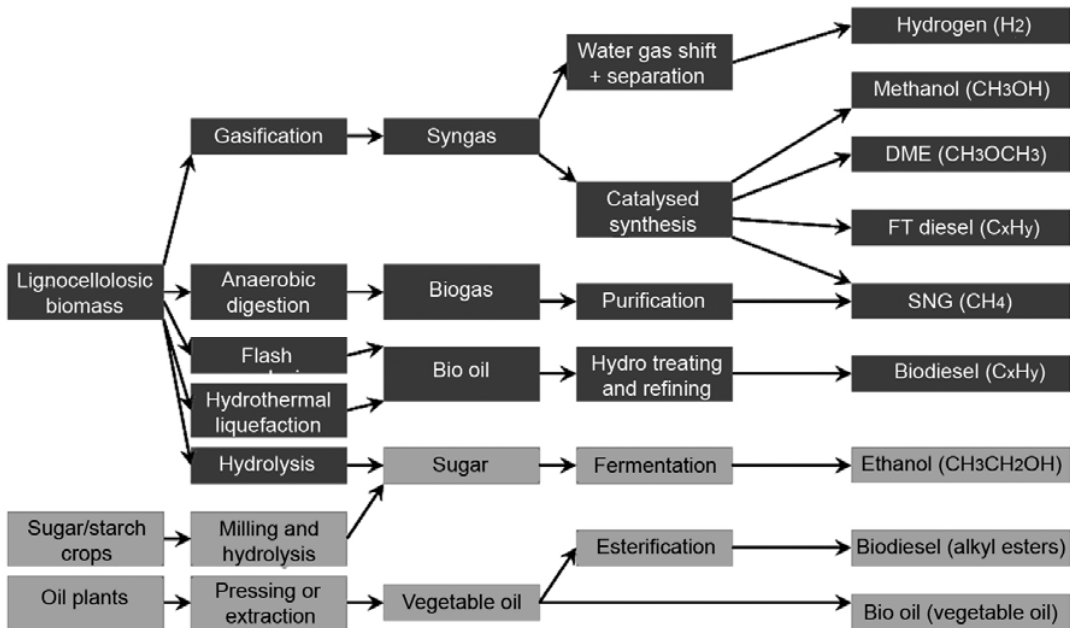 Hydrogen (H2)
Water gas shift
+ separation
Methanol (CH3OH)
Gasification
Syngas
DME (CH3OCH3)
Catalysed
synthesis
FT diesel (CxHy)
Lignocellolosic
biomass
Anaerobic
digestion
Biogas
Purification
SNG (CH4)
Flash
Bio oil
Hydro treating
and refining
Biodiesel (CxHy)
Hydrothermal
liquefaction
Hydrolysis
Sugar
Fermentation
Ethanol (CH3CH2OH)
Sugar/starch
crops
Milling and
hydrolysis
Esterification
Biodiesel (alkyl esters)
Oil plants
Pressing or
extraction
Vegetable oil
Bio oil (vegetable oil)